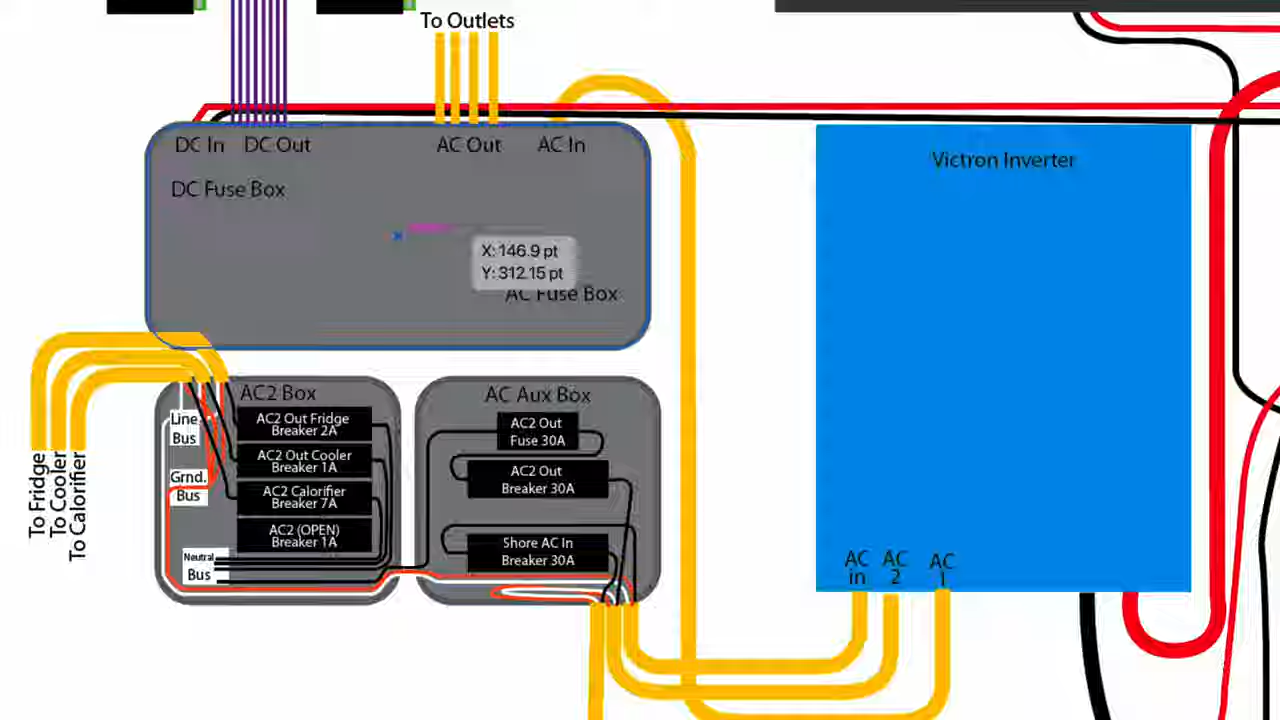 To Outlets
DC In
DC Out
AC Out
AC In
DC Fuse Box
Victron Inverter
X: 146.9 pt
Y: 312.15 pt
AC Fuse Box
AC2 Box
AC2 Out Fridge
Breaker 2A
AC2 Out Cooler
Breaker 1A
AC2 Calorifier
Breaker 7A
AC2 (OPEN)
Breaker 1A
Line
Bus
Grnd.
Bus
Neutral
Bus
To Fridge
To Cooler
To Calorifier
AC Aux Box
AC2 Out
Fuse 30A
AC2 Out
Breaker 30A
Shore AC In
Breaker 30A
AC
in
AC
2
AC
1